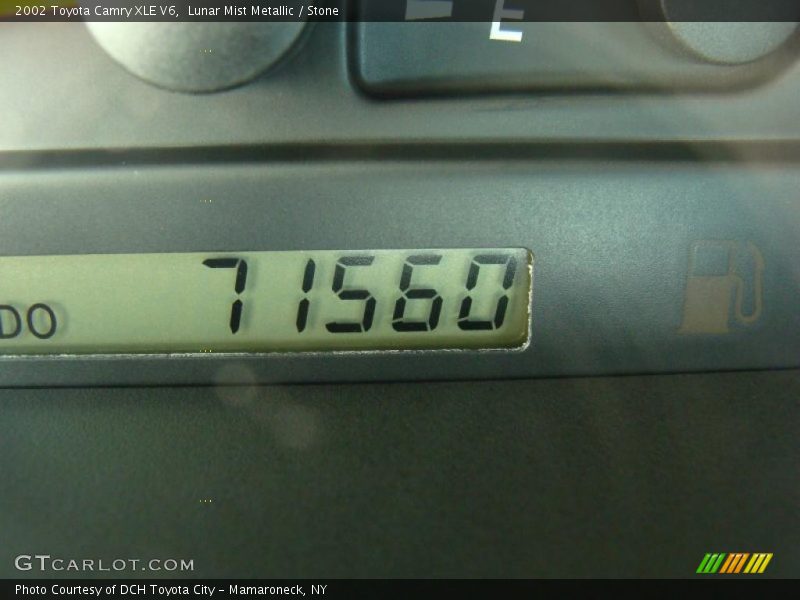 2002 Toyota Camry XLE V6,  Lunar Mist Metallic / Stone
E
DO 71560
GTCARLOT.COM
Photo Courtesy of DCH Toyota City - Mamaroneck, NY